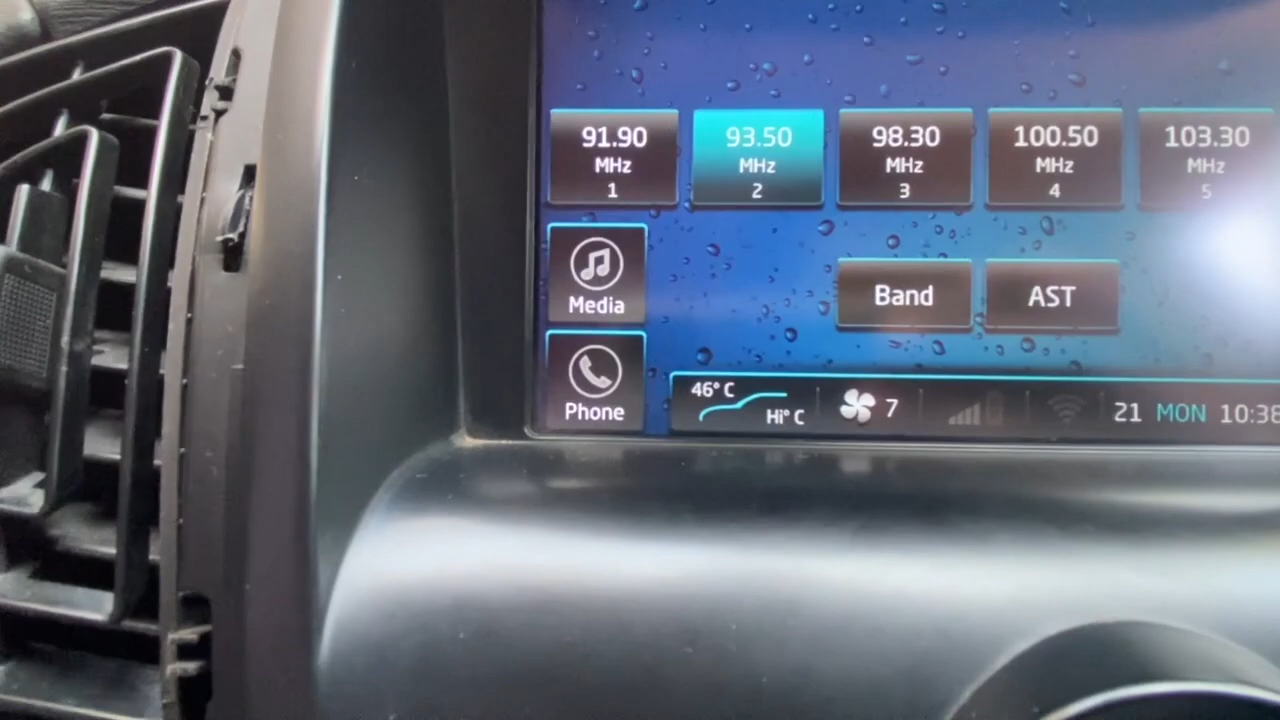 91.90 93.50 98.30 100.50 103.30
MHz MHz MHz MHz MHz
1 2 3 4 5
Media
Band AST
Phone
46° C
Hi° C
7
21 MON 10:38